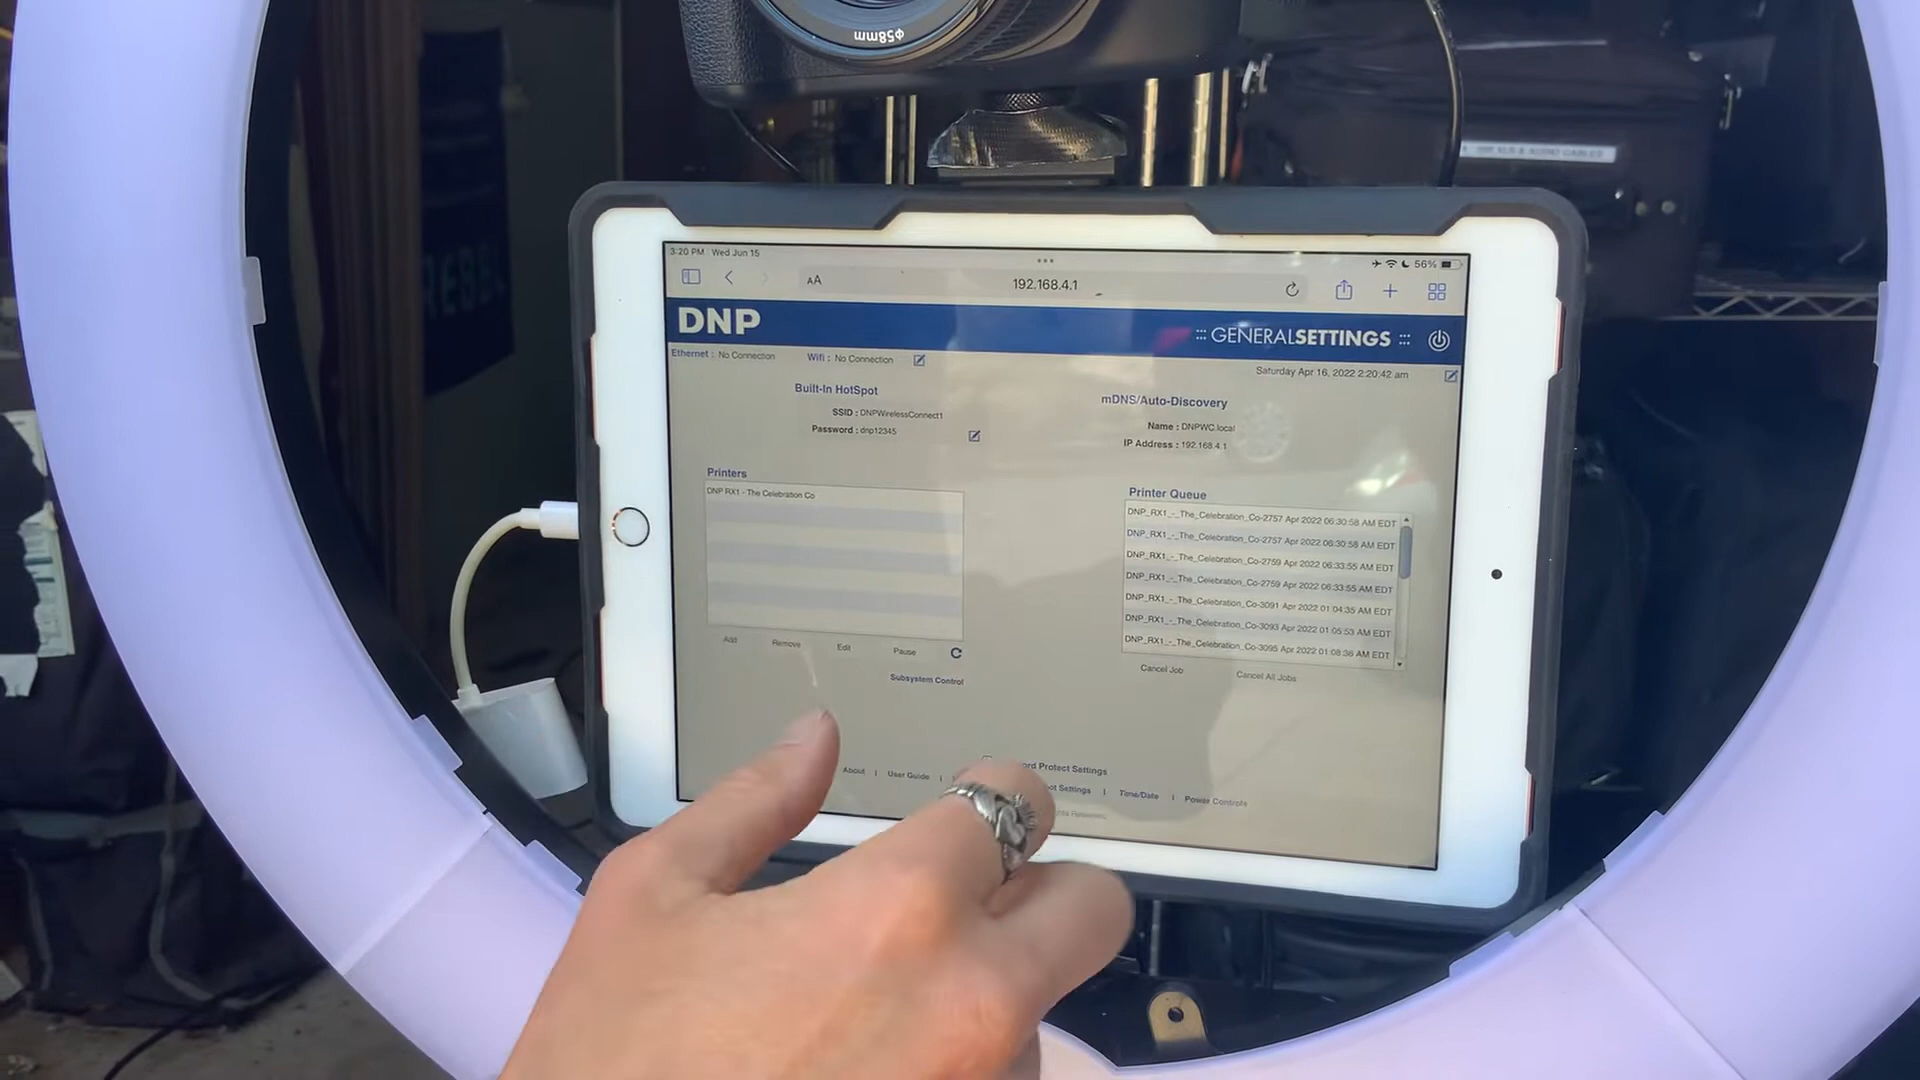 φ58mm
XLR & AUDIO CABLES
3:20 PM Wed Jun 15
56%
AA
192.168.4.1
DNP
::: GENERALSETTINGS :::
Ethernet : No Connection
Wifi : No Connection
Saturday Apr 16, 2022 2:20:42 am
Built-In HotSpot
SSID : DNPWirelessConnect1
Password : dnp12345
mDNS/Auto-Discovery
Name : DNPWC.local
IP Address : 192.168.4.1
Printers
DNP RX1 - The Celebration Co
Add
Remove
Edit
Pause
Subsystem Control
Printer Queue
DNP_RX1_-_The_Celebration_Co-2757 Apr 2022 06:30:58 AM EDT
DNP_RX1_-_The_Celebration_Co-2757 Apr 2022 06:30:58 AM EDT
DNP_RX1_-_The_Celebration_Co-2759 Apr 2022 06:33:55 AM EDT
DNP_RX1_-_The_Celebration_Co-2759 Apr 2022 06:33:55 AM EDT
DNP_RX1_-_The_Celebration_Co-3091 Apr 2022 01:04:35 AM EDT
DNP_RX1_-_The_Celebration_Co-3093 Apr 2022 01:05:53 AM EDT
DNP_RX1_-_The_Celebration_Co-3095 Apr 2022 01:08:36 AM EDT
Cancel Job
Cancel All Jobs
Protect Settings
About | User Guide |
Settings | Time/Date | Power Controls